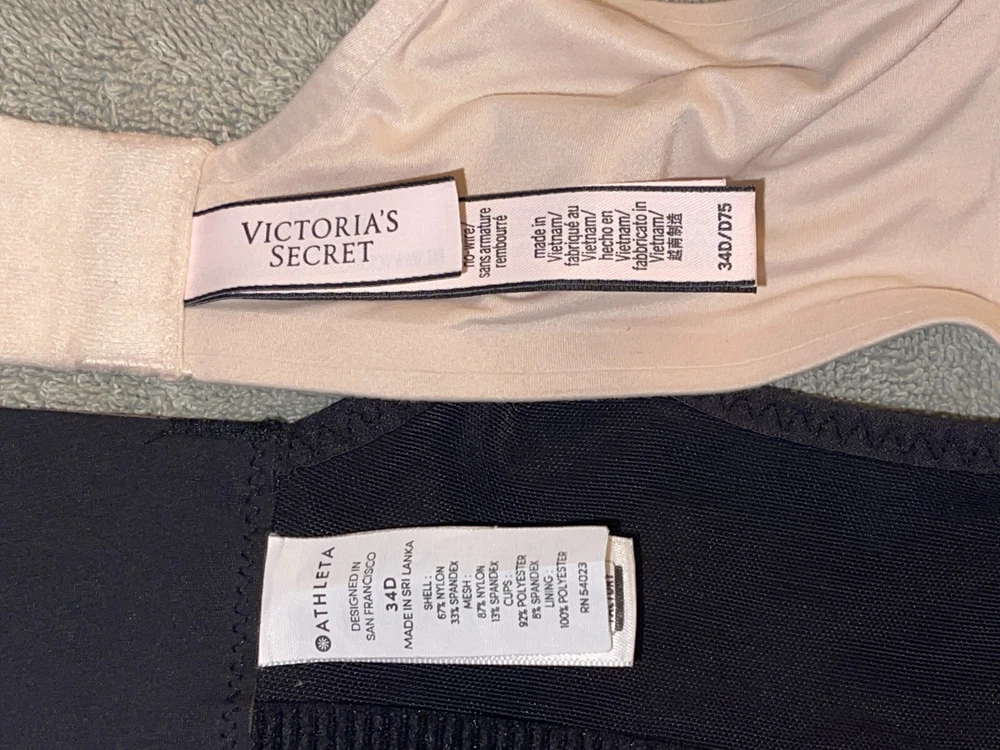 VICTORIA'S
SECRET
no-wire/
sans armature
rembourré
made in
Vietnam/
fabriqué au
Vietnam/
hecho en
Vietnam/
fabbricato in
Vietnam/
越南制造
34D/D75
ATHLETA
DESIGNED IN
SAN FRANCISCO
34D
MADE IN SRI LANKA
SHELL :
67% NYLON
33% SPANDEX
MESH :
87% NYLON
13% SPANDEX
CUPS :
92% POLYESTER
8% SPANDEX
LINING :
100% POLYESTER
RN 54023